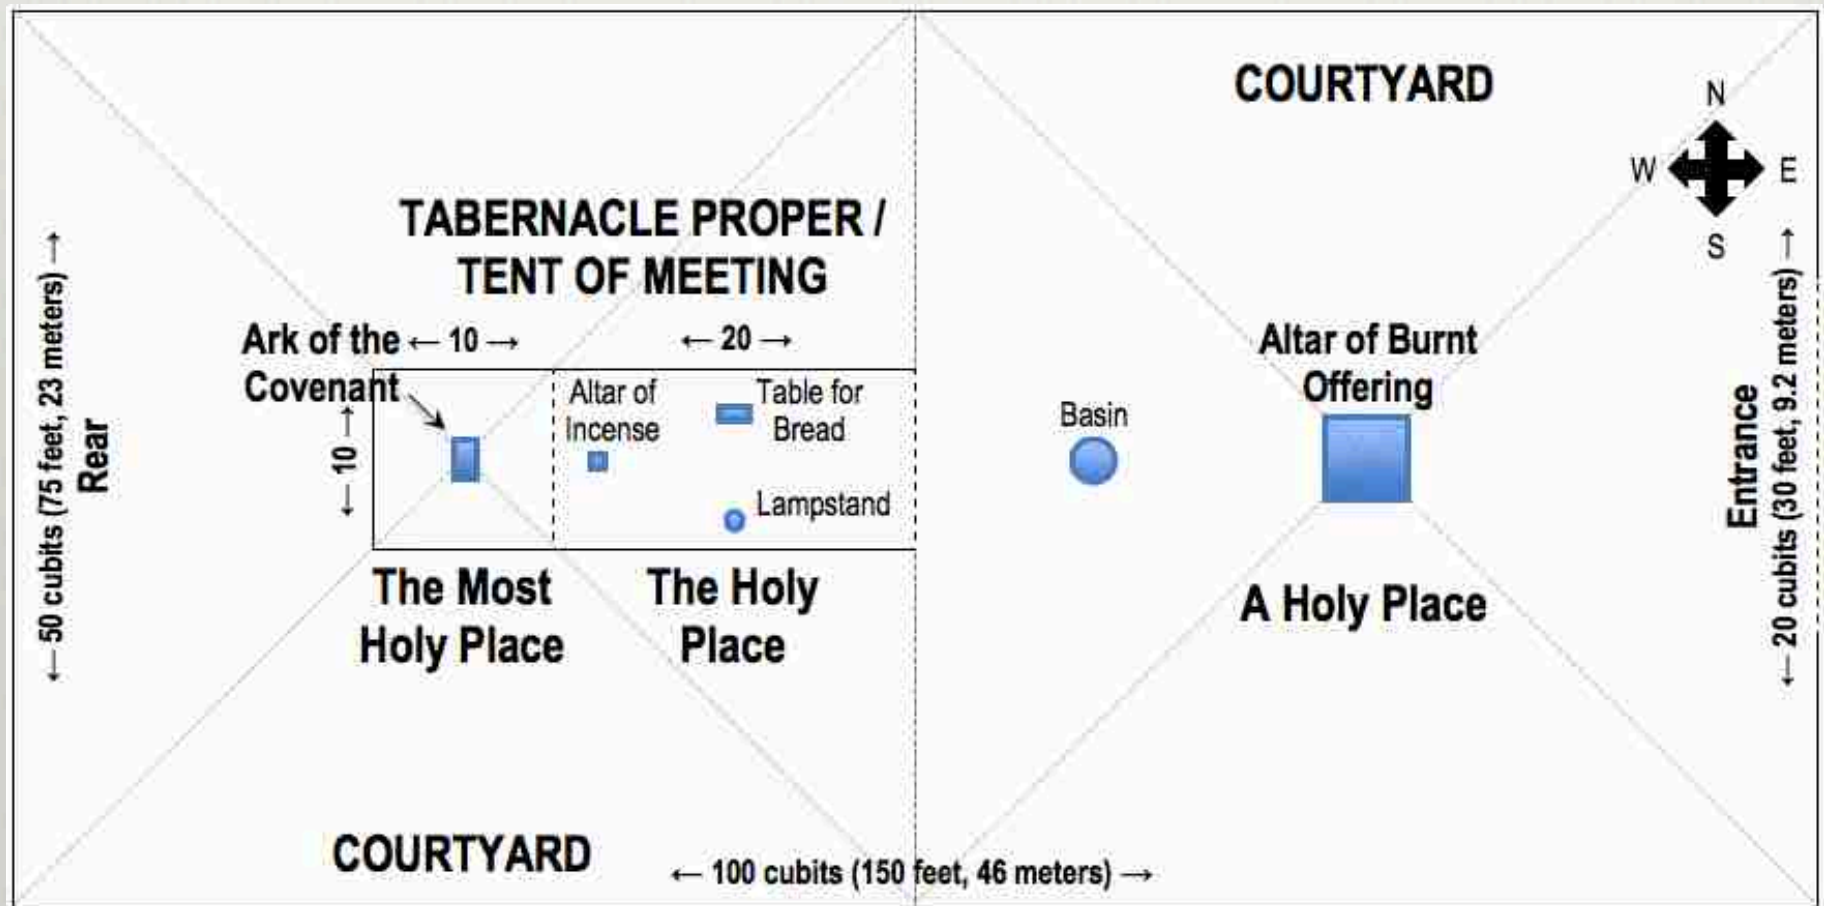 COURTYARD
N
W
E
S
TABERNACLE PROPER /
TENT OF MEETING
Ark of the
Covenant
← 10 →
← 20 →
← 10 →
Altar of
Incense
Table for
Bread
Lampstand
The Most
Holy Place
The Holy
Place
Basin
Altar of Burnt
Offering
A Holy Place
← 50 cubits (75 feet, 23 meters) →
Rear
Entrance
← 20 cubits (30 feet, 9.2 meters) →
COURTYARD
← 100 cubits (150 feet, 46 meters) →